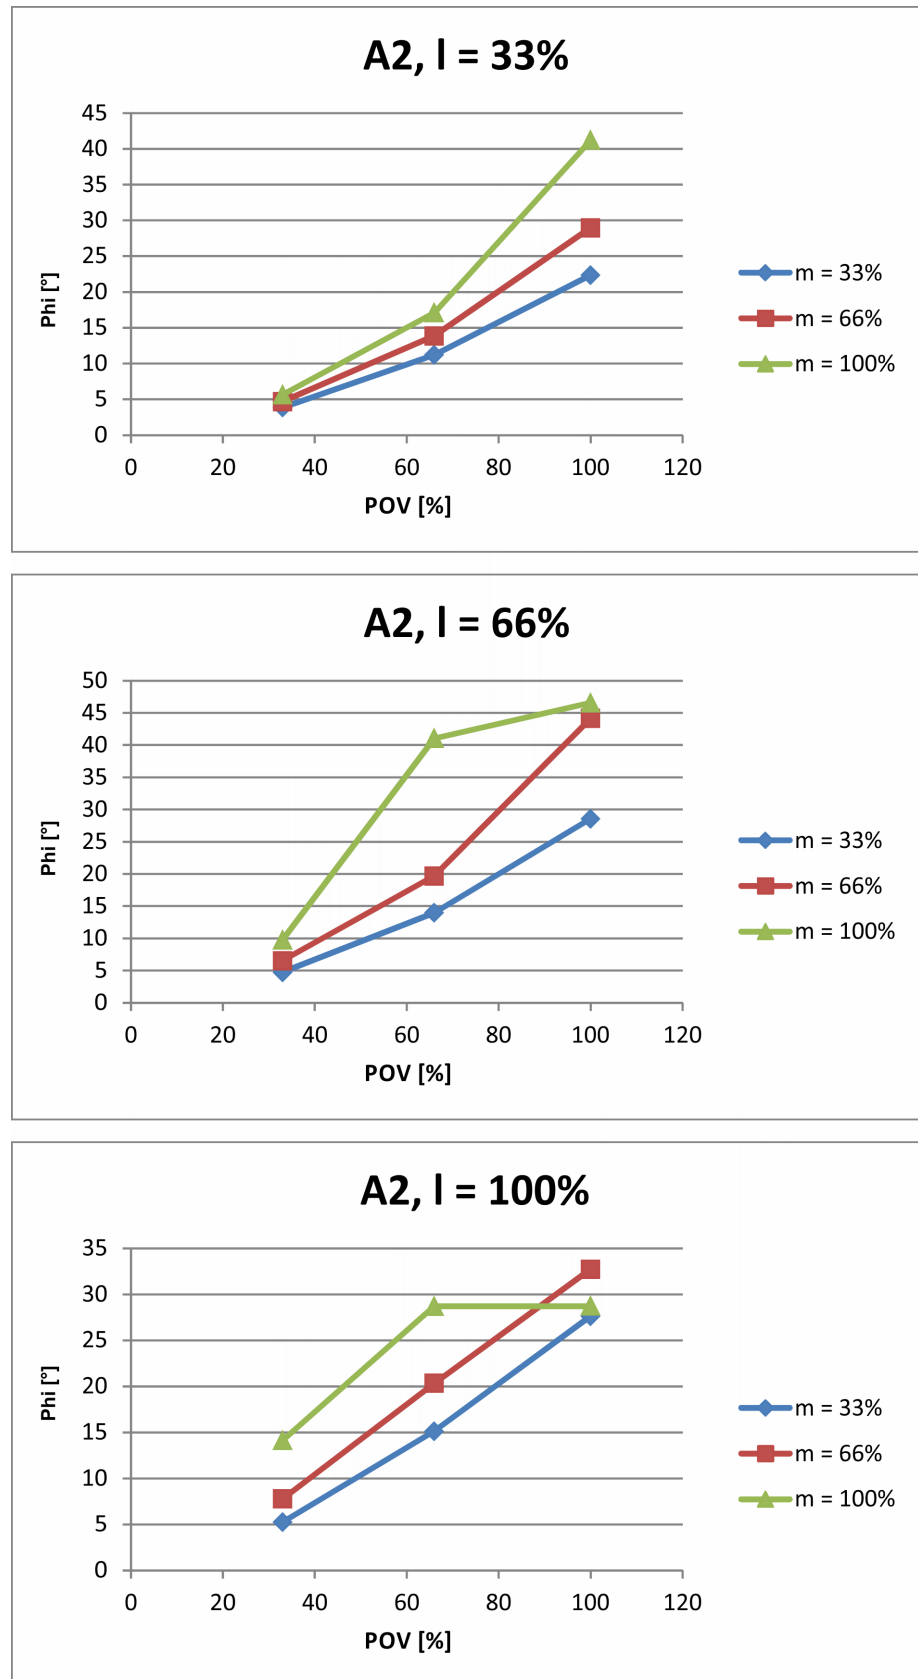 A2, l = 33%
45
40
35
30
25
20
15
10
5
0
Phi [°]
0 20 40 60 80 100 120
POV [%]
m = 33%
m = 66%
m = 100%
A2, l = 66%
50
45
40
35
30
25
20
15
10
5
0
Phi [°]
0 20 40 60 80 100 120
POV [%]
m = 33%
m = 66%
m = 100%
A2, l = 100%
35
30
25
20
15
10
5
0
Phi [°]
0 20 40 60 80 100 120
POV [%]
m = 33%
m = 66%
m = 100%